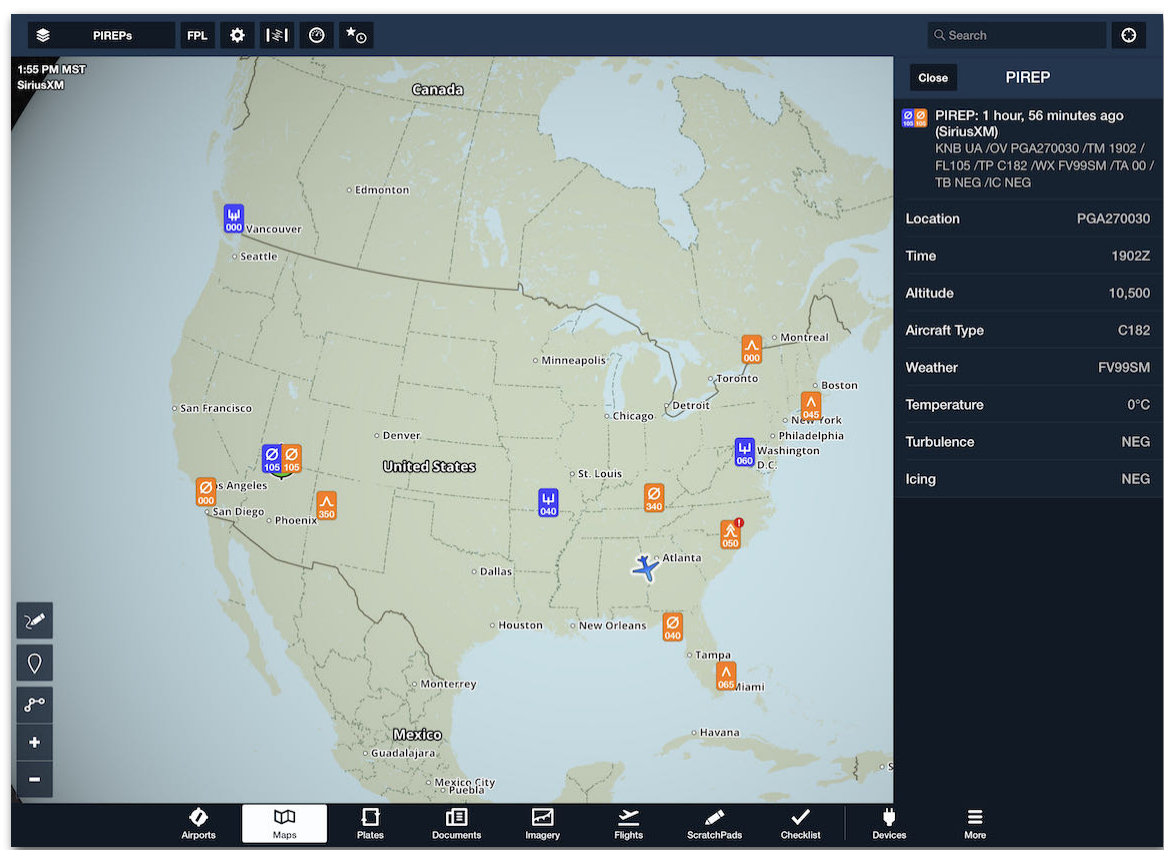 PIREPs
FPL
Search
1:55 PM MST
SiriusXM
Close
PIREP
PIREP: 1 hour, 56 minutes ago
(SiriusXM)
KNB UA /OV PGA270030 /TM 1902 /
FL105 /TP C182 /WX FV99SM /TA 00 /
TB NEG /IC NEG
105 105
Location PGA270030
Time 1902Z
Altitude 10,500
Aircraft Type C182
Weather FV99SM
Temperature 0°C
Turbulence NEG
Icing NEG
Canada
Edmonton
000
Vancouver
Seattle
Montreal
000
Minneapolis
Toronto
Boston
045
San Francisco
Detroit
Chicago
New York
Denver
Philadelphia
060
Washington
D.C.
105 105
United States
St. Louis
os Angeles
000
040
340
350
San Diego
Phoenix
!
050
Atlanta
Dallas
Houston
New Orleans
040
Tampa
065
Miami
Monterrey
Havana
Mexico
Guadalajara
S
Mexico City
Puebla
+
−
Airports
Maps
Plates
Documents
Imagery
Flights
ScratchPads
Checklist
Devices
More